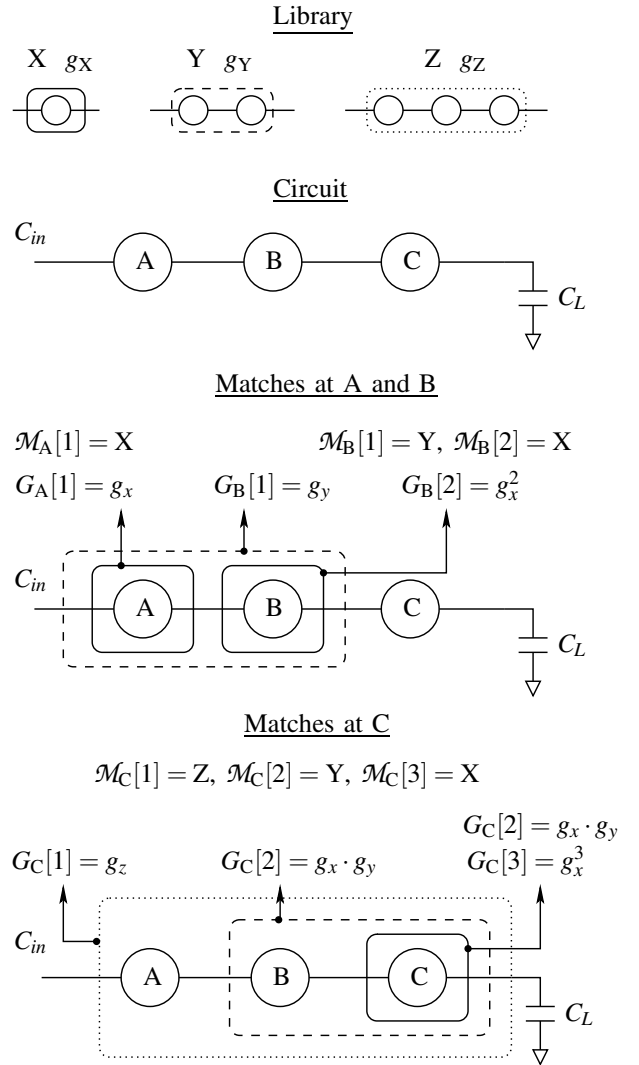 Library
X g_X Y g_Y Z g_Z
Circuit
C_in
A B C
C_L
Matches at A and B
ℳ_A[1] = X ℳ_B[1] = Y, ℳ_B[2] = X
G_A[1] = g_x G_B[1] = g_y G_B[2] = g_x^2
C_in
A B C
C_L
Matches at C
ℳ_C[1] = Z, ℳ_C[2] = Y, ℳ_C[3] = X
G_C[2] = g_x · g_y
G_C[1] = g_z G_C[2] = g_x · g_y G_C[3] = g_x^3
C_in
A B C
C_L